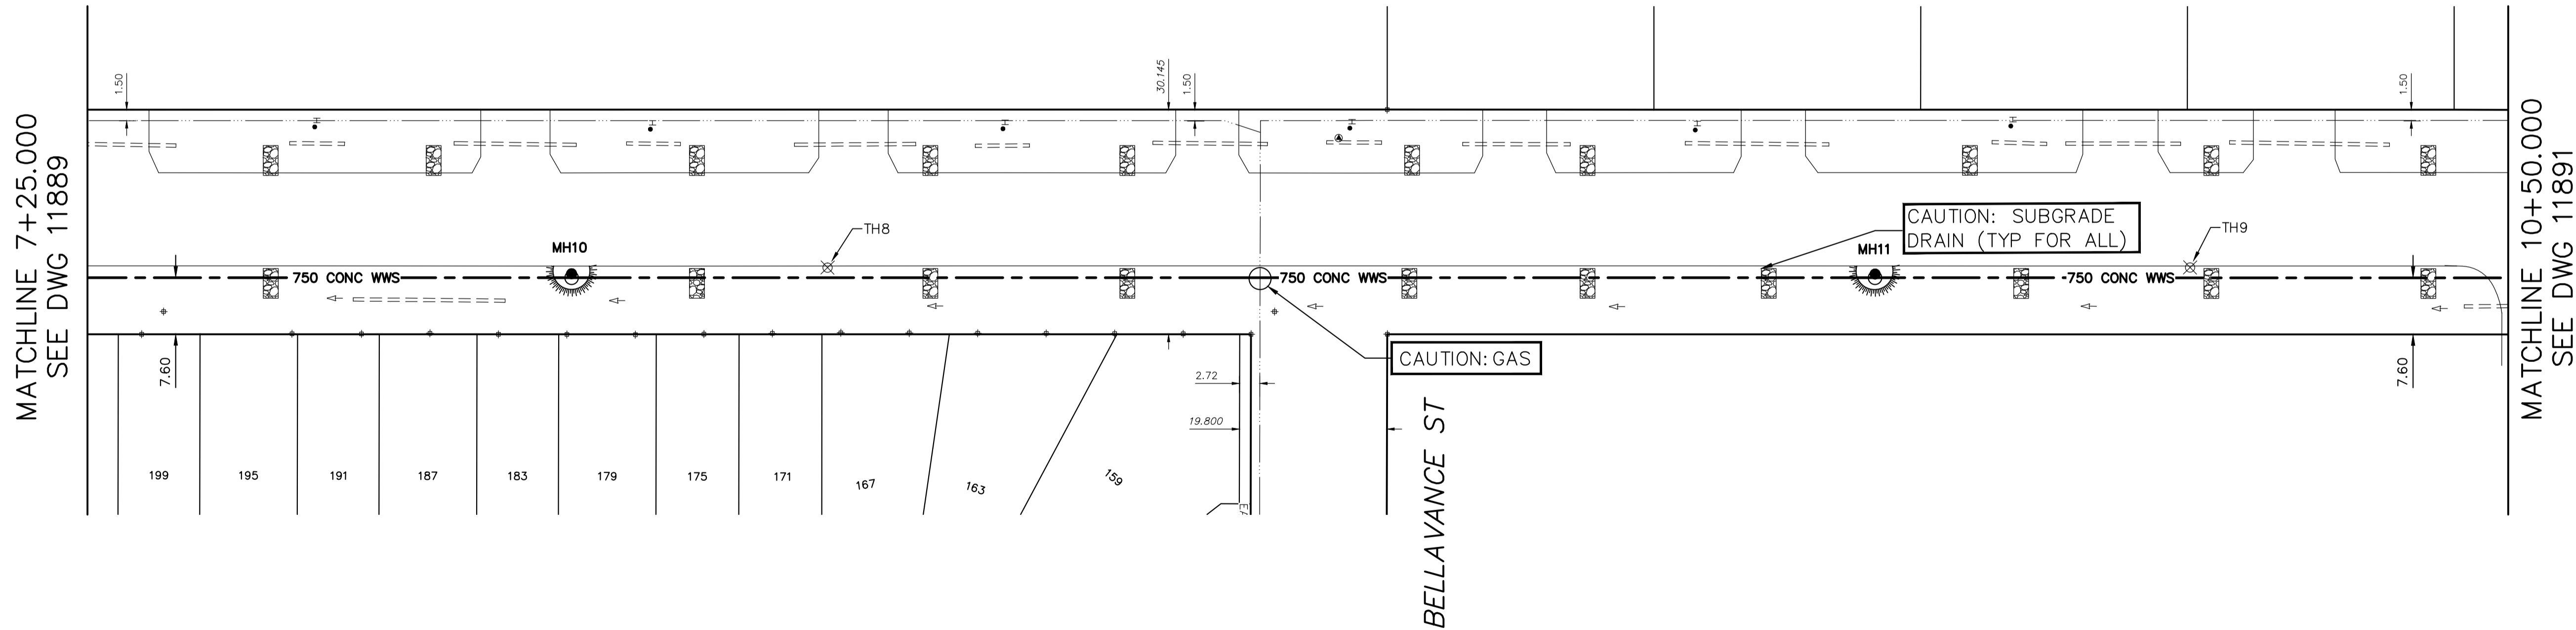 MATCHLINE 7+25.000
SEE DWG 11889
1.50
30.145
1.50
1.50
MATCHLINE 10+50.000
SEE DWG 11891
TH8
CAUTION: SUBGRADE
DRAIN (TYP FOR ALL)
TH9
MH10
MH11
750 CONC WWS
750 CONC WWS
750 CONC WWS
7.60
CAUTION: GAS
7.60
2.72
19.800
BELLAVANCE ST
199
195
191
187
183
179
175
171
167
163
159